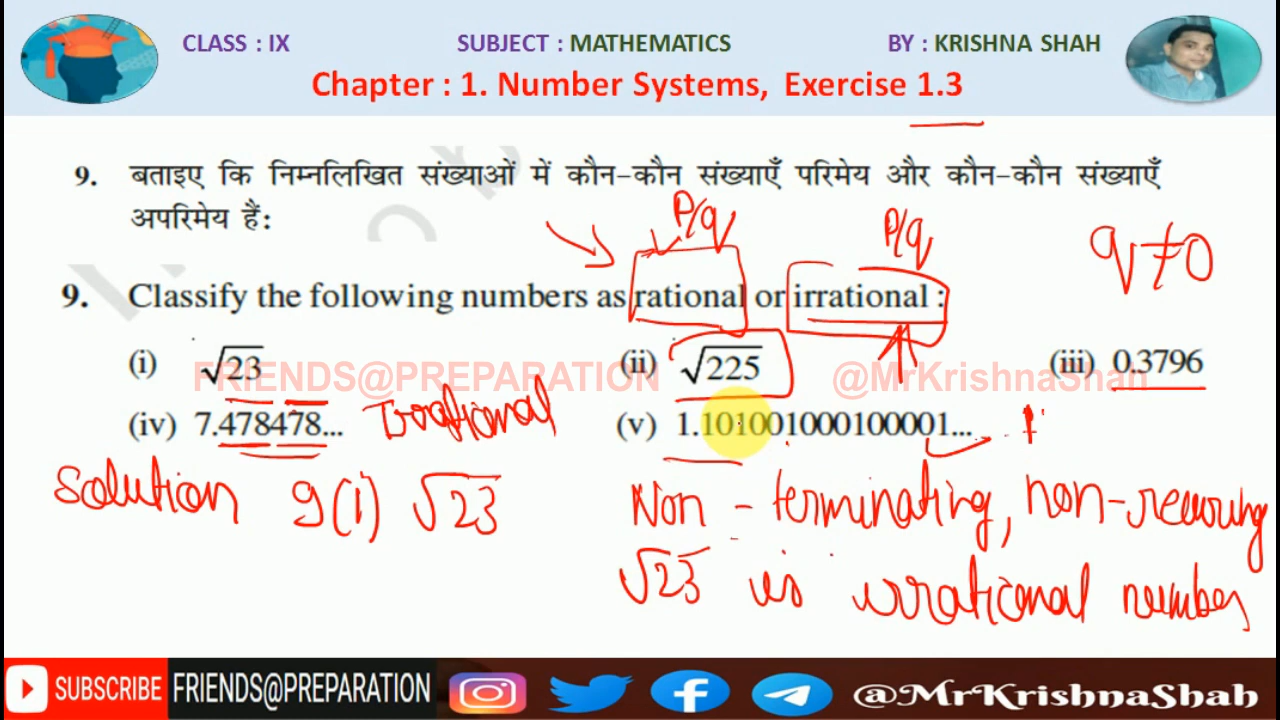 CLASS : IX SUBJECT : MATHEMATICS BY : KRISHNA SHAH
Chapter : 1. Number Systems, Exercise 1.3
9. बताइए कि निम्नलिखित संख्याओं में कौन-कौन संख्याएँ परिमेय और कौन-कौन संख्याएँ
अपरिमेय हैं:
P/q P/q q≠0
9. Classify the following numbers as rational or irrational :
(i) √23 (ii) √225 (iii) 0.3796
FRIENDS@PREPARATION @MrKrishnaShah
(iv) 7.478478... Irrational (v) 1.101001000100001...
Solution 9(i) √23 Non-terminating, non-recurring
√23 is irrational number
SUBSCRIBE FRIENDS@PREPARATION @MrKrishnaShah